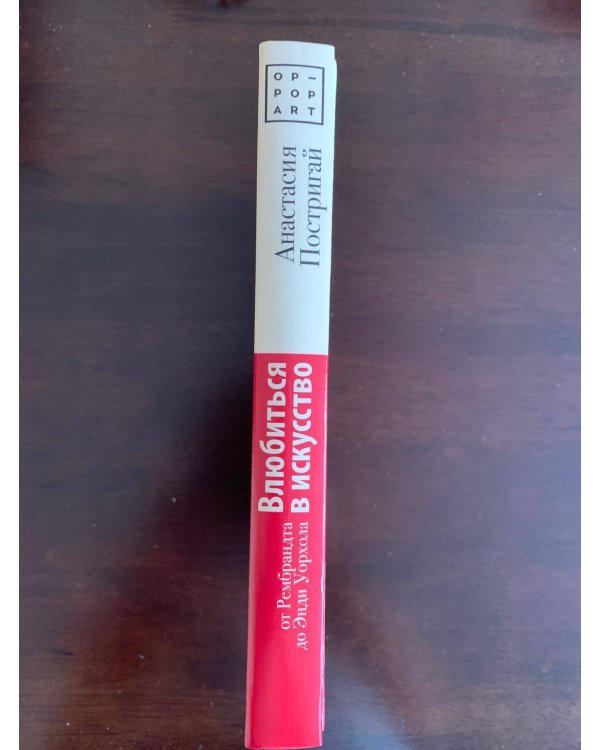 OP–
POP
ART
Анастасия
Постригай
Влюбиться
в искусство
от Рембрандта
до Энди Уорхола